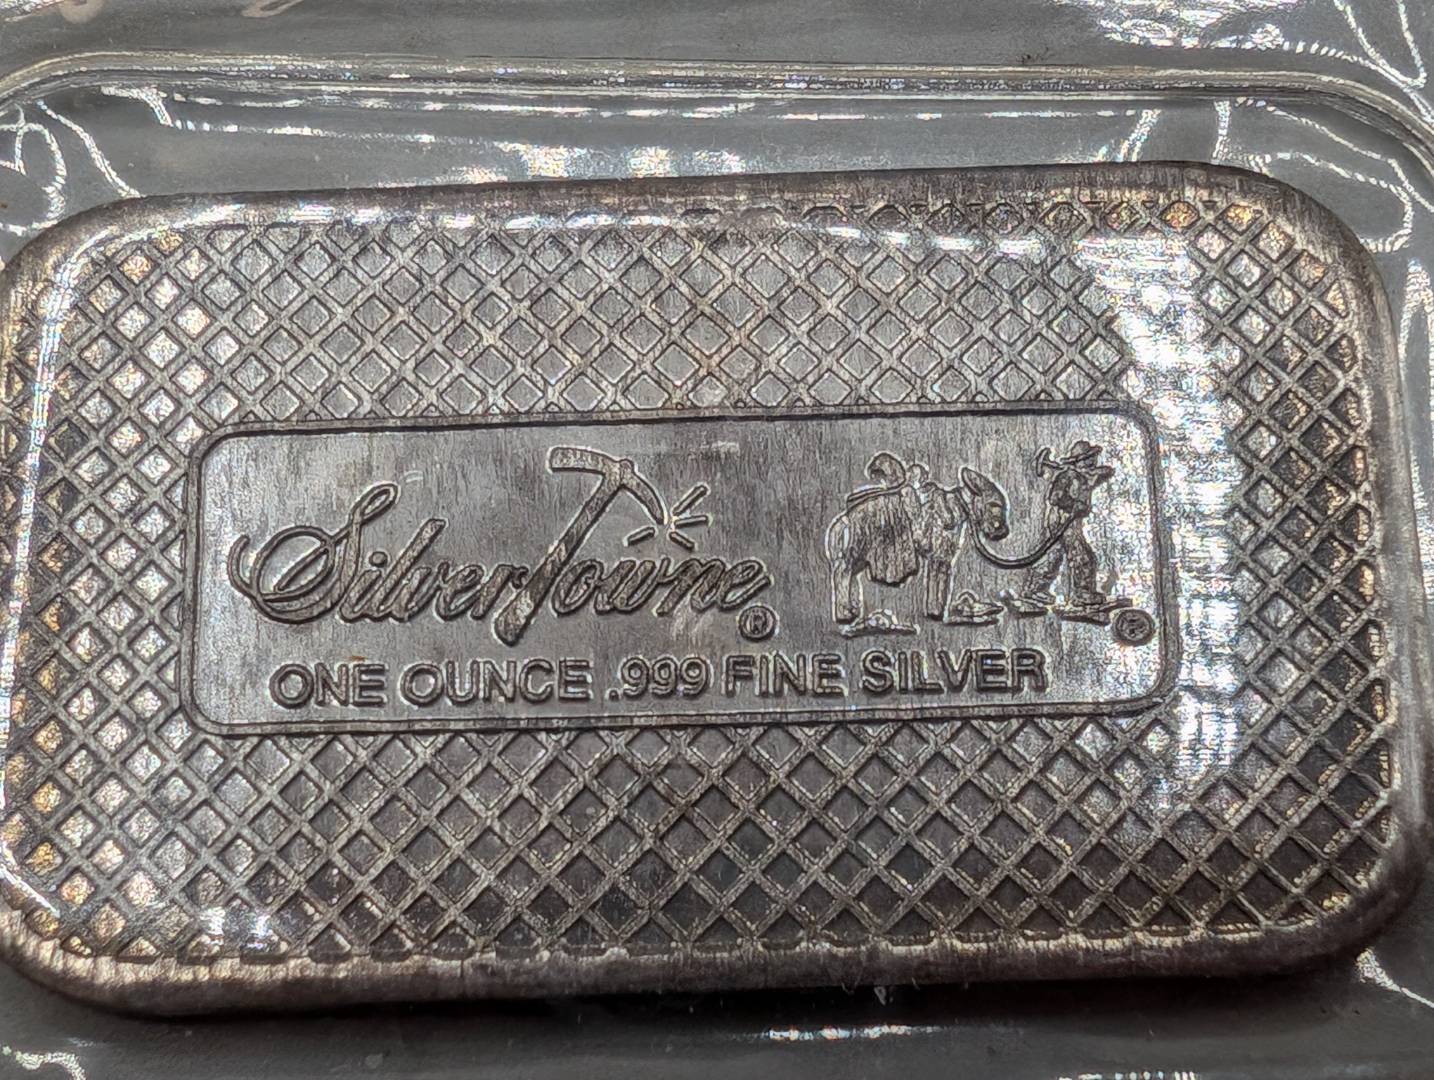 SilverTowne®
®
ONE OUNCE .999 FINE SILVER